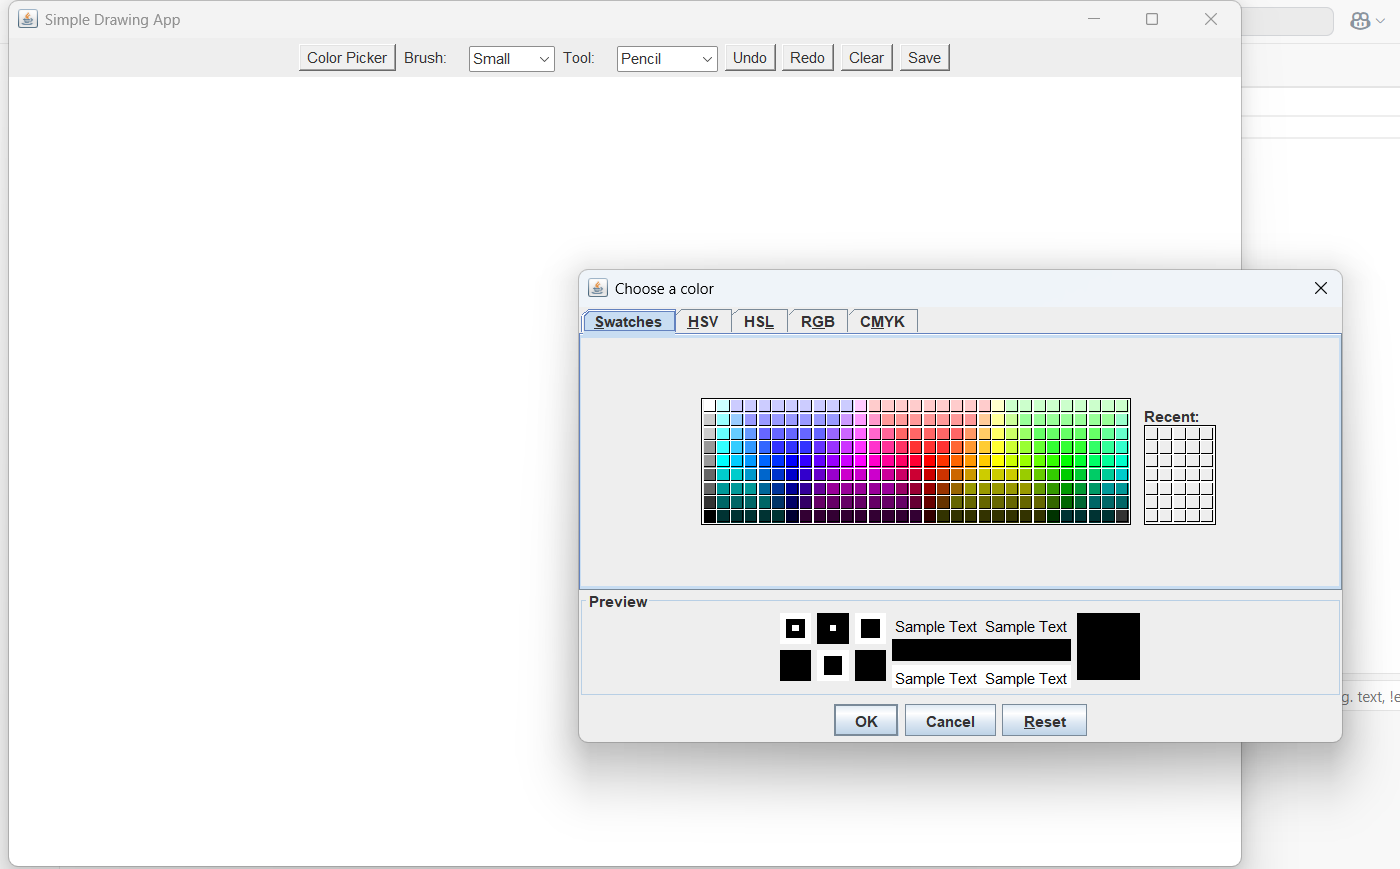 Simple Drawing App
Color Picker Brush: Small Tool: Pencil Undo Redo Clear Save
Choose a color
Swatches HSV HSL RGB CMYK
Recent:
Preview
Sample Text Sample Text
Sample Text Sample Text
g. text, !e
OK Cancel Reset